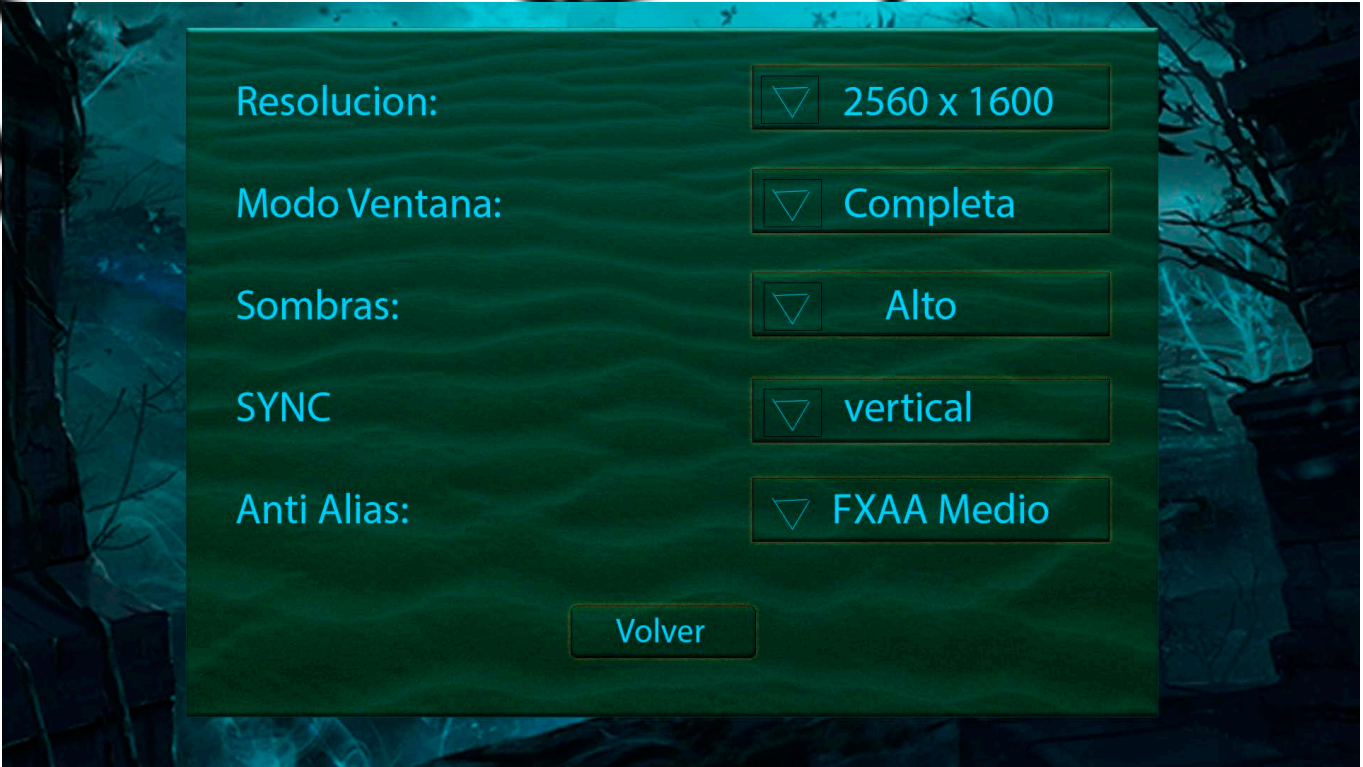 Resolucion: 2560 x 1600
Modo Ventana: Completa
Sombras: Alto
SYNC vertical
Anti Alias: FXAA Medio
Volver